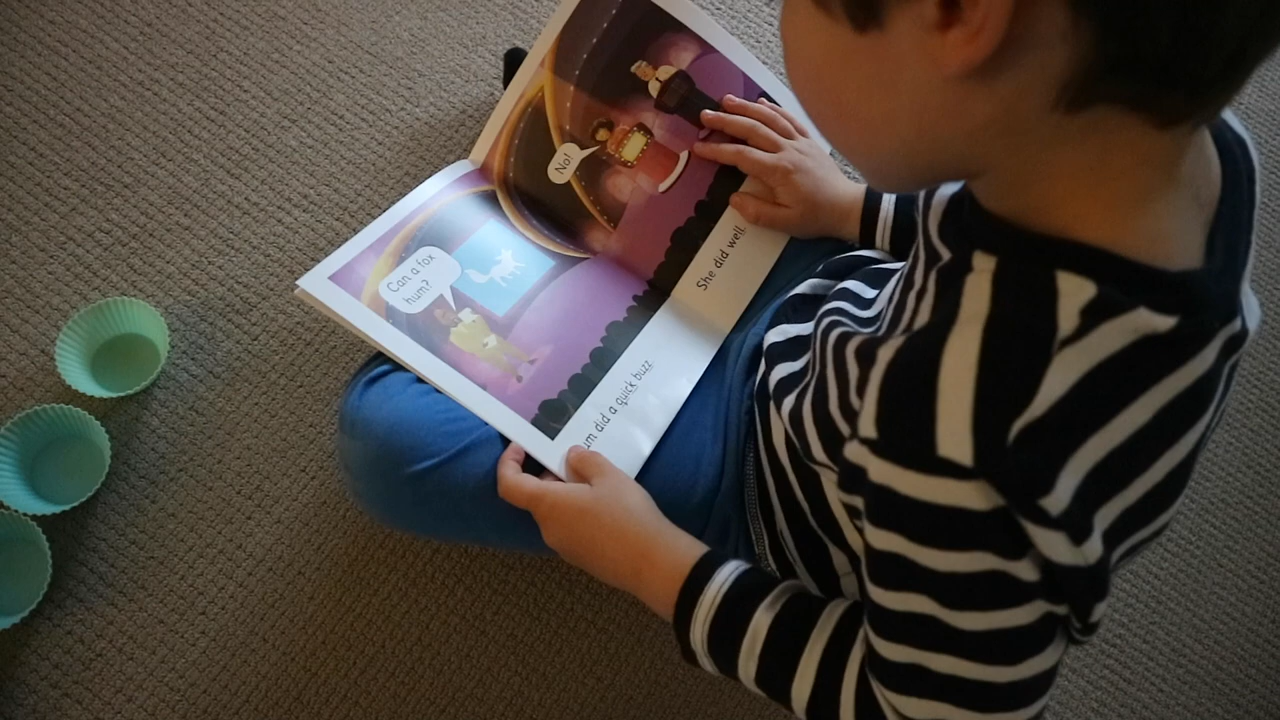 Can a fox
hum?
No!
um did a quick buzz.
She did well.